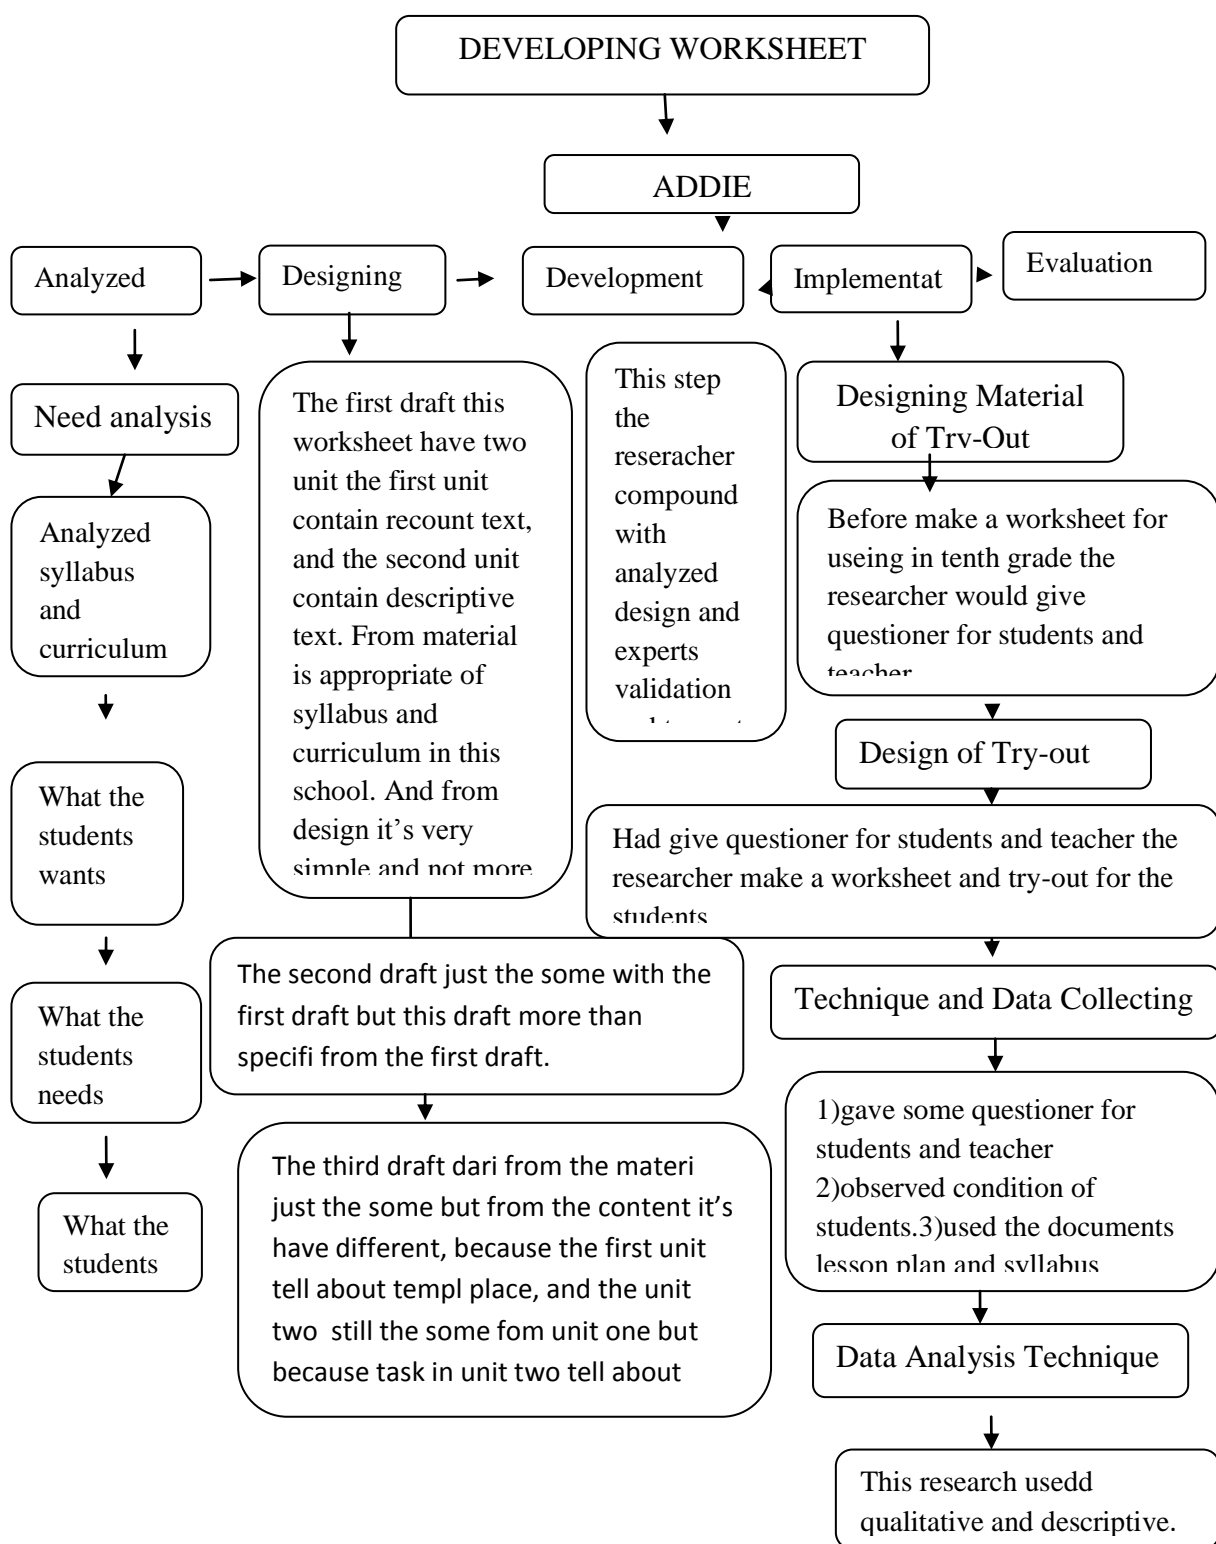 DEVELOPING WORKSHEET
ADDIE
Analyzed
Designing
Development
Implementat
Evaluation
Need analysis
Analyzed
syllabus
and
curriculum
What the
students
wants
What the
students
needs
What the
students
The first draft this
worksheet have two
unit the first unit
contain recount text,
and the second unit
contain descriptive
text. From material
is appropriate of
syllabus and
curriculum in this
school. And from
design it's very
simple and not more
The second draft just the some with the
first draft but this draft more than
specifi from the first draft.
The third draft dari from the materi
just the some but from the content it's
have different, because the first unit
tell about templ place, and the unit
two  still the some fom unit one but
because task in unit two tell about
This step
the
reseracher
compound
with
analyzed
design and
experts
validation
Designing Material
of Try-Out
Before make a worksheet for
useing in tenth grade the
researcher would give
questioner for students and
teacher
Design of Try-out
Had give questioner for students and teacher the
researcher make a worksheet and try-out for the
students
Technique and Data Collecting
1)gave some questioner for
students and teacher
2)observed condition of
students.3)used the documents
lesson plan and syllabus
Data Analysis Technique
This research usedd
qualitative and descriptive.